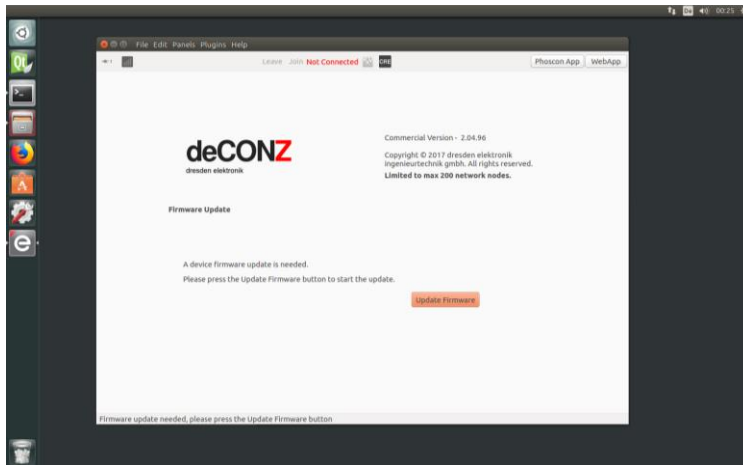 De 00:25
File Edit Panels Plugins Help
Leave Join Not Connected CRE Phoscon App WebApp
deCONZ
dresden elektronik
Commercial Version - 2.04.96
Copyright © 2017 dresden elektronik
ingenieurtechnik gmbh. All rights reserved.
Limited to max 200 network nodes.
Firmware Update
A device firmware update is needed.
Please press the Update Firmware button to start the update.
Update Firmware
Firmware update needed, please press the Update Firmware button